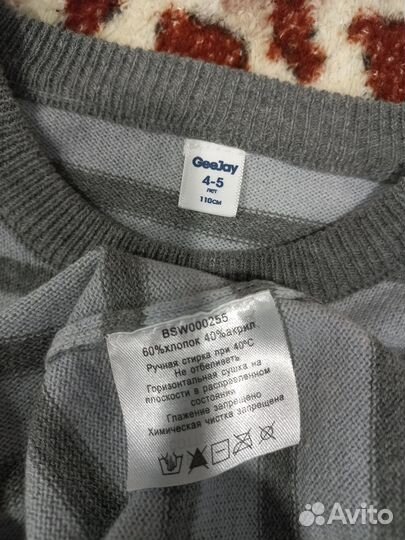 GeeJay
4-5
лет
110см
BSW000255
60%хлопок 40%акрил
Ручная стирка при 40°C
Не отбеливать
Горизонтальная сушка на
плоскости в расправленном
состоянии
Глажение запрещено
Химическая чистка запрещена
Avito